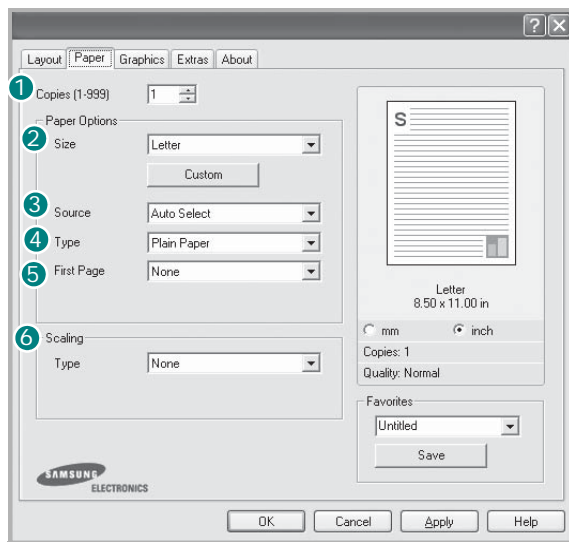 ? X
Layout Paper Graphics Extras About
1 Copies (1-999) 1
Paper Options
2 Size Letter
Custom
3 Source Auto Select
4 Type Plain Paper
5 First Page None
6 Scaling
Type None
S
Letter
8.50 x 11.00 in
mm inch
Copies: 1
Quality: Normal
Favorites
Untitled
Save
SAMSUNG
ELECTRONICS
OK Cancel Apply Help